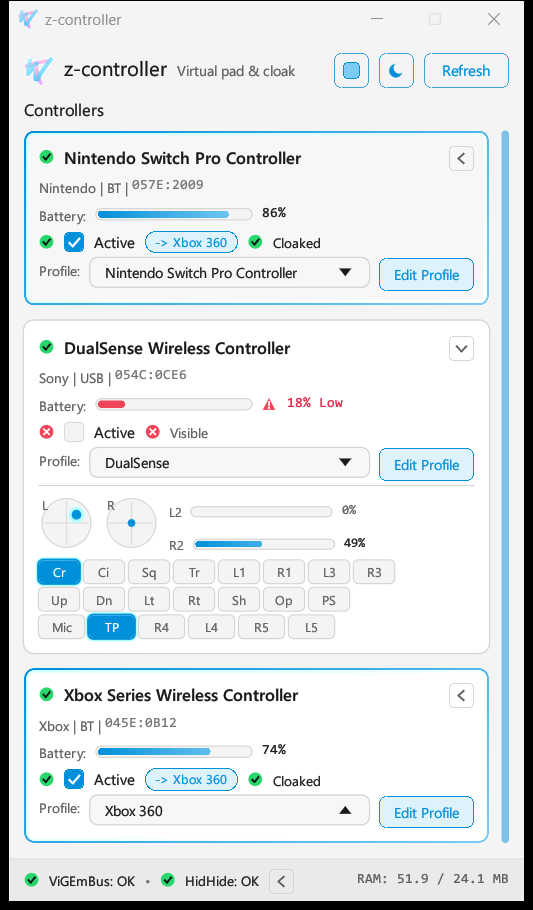 z-controller
z-controller Virtual pad & cloak Refresh
Controllers
Nintendo Switch Pro Controller
Nintendo | BT | 057E:2009
Battery: 86%
Active -> Xbox 360 Cloaked
Profile: Nintendo Switch Pro Controller Edit Profile
DualSense Wireless Controller
Sony | USB | 054C:0CE6
Battery: 18% Low
Active Visible
Profile: DualSense Edit Profile
L R L2 0%
R2 49%
Cr Ci Sq Tr L1 R1 L3 R3
Up Dn Lt Rt Sh Op PS
Mic TP R4 L4 R5 L5
Xbox Series Wireless Controller
Xbox | BT | 045E:0B12
Battery: 74%
Active -> Xbox 360 Cloaked
Profile: Xbox 360 Edit Profile
ViGEmBus: OK • HidHide: OK RAM: 51.9 / 24.1 MB